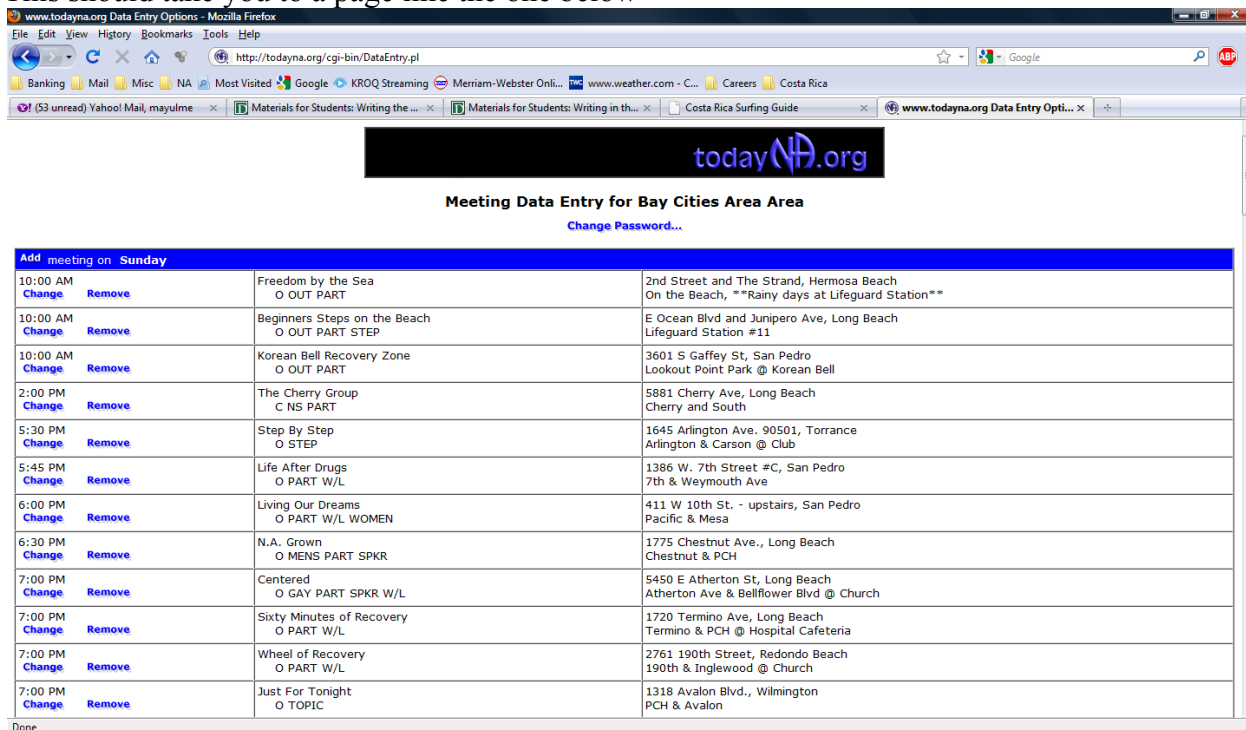 This should take you to a page like the one below
www.todayna.org Data Entry Options - Mozilla Firefox
File Edit View History Bookmarks Tools Help
http://todayna.org/cgi-bin/DataEntry.pl
Google
ABP
Banking Mail Misc NA Most Visited Google KROQ Streaming Merriam-Webster Onli... TWC www.weather.com - C... Careers Costa Rica
(53 unread) Yahoo! Mail, mayulme Materials for Students: Writing the ... Materials for Students: Writing in th... Costa Rica Surfing Guide www.todayna.org Data Entry Opti...
todayNA.org
Meeting Data Entry for Bay Cities Area Area
Change Password...
Add meeting on Sunday
10:00 AM Freedom by the Sea 2nd Street and The Strand, Hermosa Beach
Change Remove O OUT PART On the Beach, **Rainy days at Lifeguard Station**
10:00 AM Beginners Steps on the Beach E Ocean Blvd and Junipero Ave, Long Beach
Change Remove O OUT PART STEP Lifeguard Station #11
10:00 AM Korean Bell Recovery Zone 3601 S Gaffey St, San Pedro
Change Remove O OUT PART Lookout Point Park @ Korean Bell
2:00 PM The Cherry Group 5881 Cherry Ave, Long Beach
Change Remove C NS PART Cherry and South
5:30 PM Step By Step 1645 Arlington Ave. 90501, Torrance
Change Remove O STEP Arlington & Carson @ Club
5:45 PM Life After Drugs 1386 W. 7th Street #C, San Pedro
Change Remove O PART W/L 7th & Weymouth Ave
6:00 PM Living Our Dreams 411 W 10th St. - upstairs, San Pedro
Change Remove O PART W/L WOMEN Pacific & Mesa
6:30 PM N.A. Grown 1775 Chestnut Ave., Long Beach
Change Remove O MENS PART SPKR Chestnut & PCH
7:00 PM Centered 5450 E Atherton St, Long Beach
Change Remove O GAY PART SPKR W/L Atherton Ave & Bellflower Blvd @ Church
7:00 PM Sixty Minutes of Recovery 1720 Termino Ave, Long Beach
Change Remove O PART W/L Termino & PCH @ Hospital Cafeteria
7:00 PM Wheel of Recovery 2761 190th Street, Redondo Beach
Change Remove O PART W/L 190th & Inglewood @ Church
7:00 PM Just For Tonight 1318 Avalon Blvd., Wilmington
Change Remove O TOPIC PCH & Avalon
Done